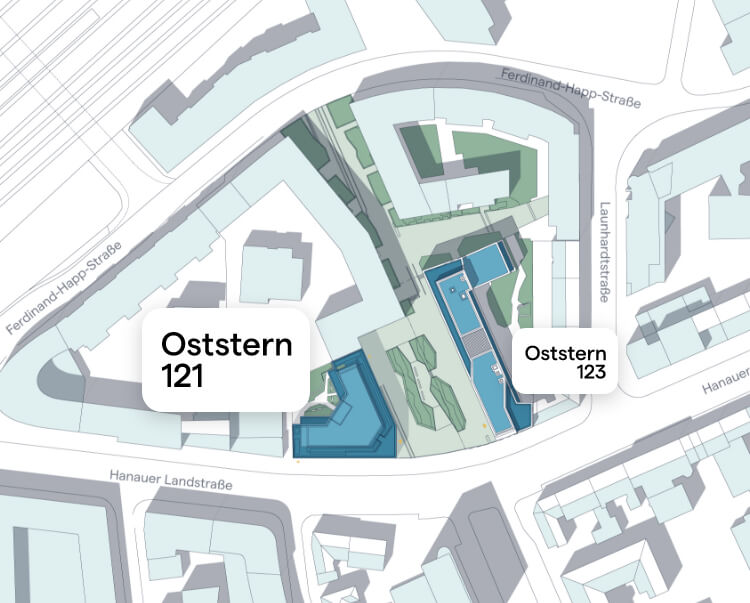 Ferdinand-Happ-Straße
Launhardtstraße
Ferdinand-Happ-Straße
Oststern
121
Oststern
123
Hanauer
Hanauer Landstraße